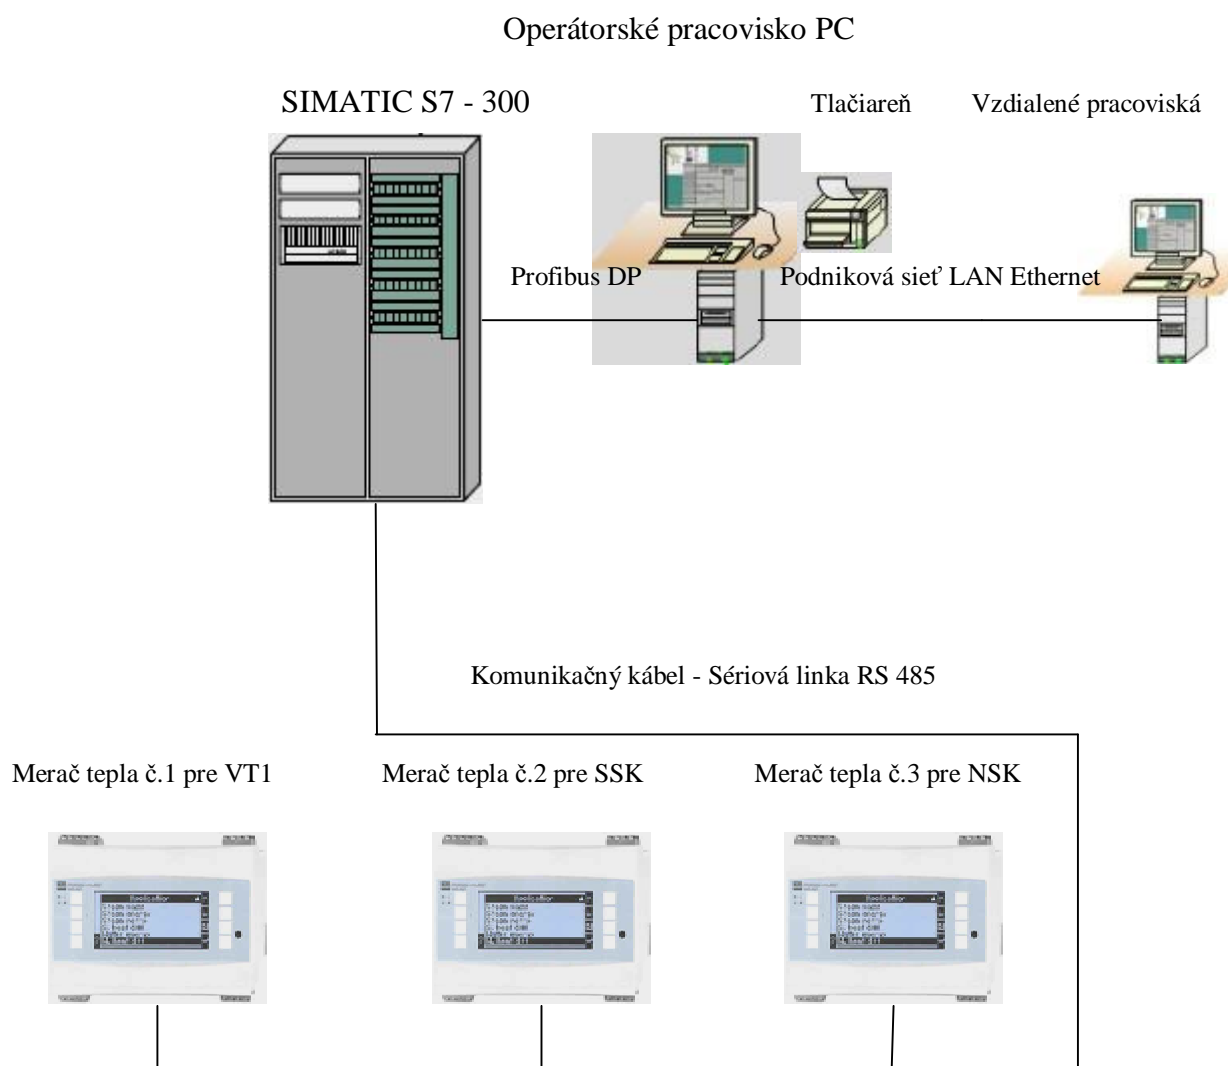 Operátorské pracovisko PC
SIMATIC S7 - 300
Tlačiareň
Vzdialené pracoviská
Profibus DP
Podniková sieť LAN Ethernet
Komunikačný kábel - Sériová linka RS 485
Merač tepla č.1 pre VT1
Merač tepla č.2 pre SSK
Merač tepla č.3 pre NSK